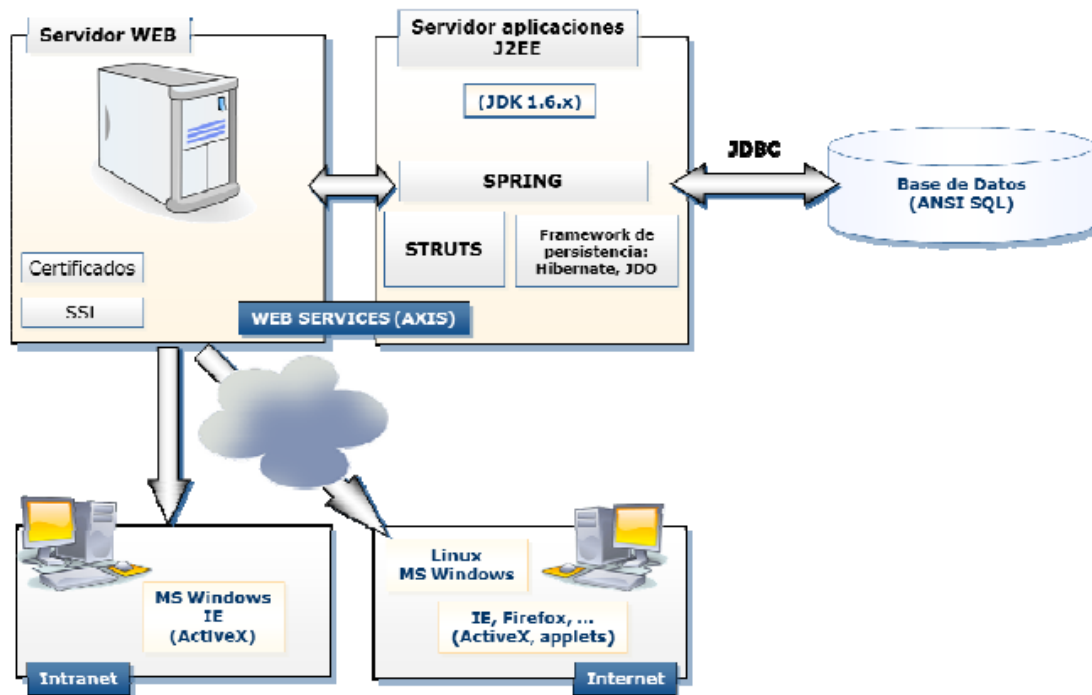 Servidor WEB
Certificados
SSL
Servidor aplicaciones
J2EE
(JDK 1.6.x)
SPRING
STRUTS
Framework de
persistencia:
Hibernate, JDO
WEB SERVICES (AXIS)
JDBC
Base de Datos
(ANSI SQL)
MS Windows
IE
(ActiveX)
Intranet
Linux
MS Windows
IE, Firefox, ...
(ActiveX, applets)
Internet